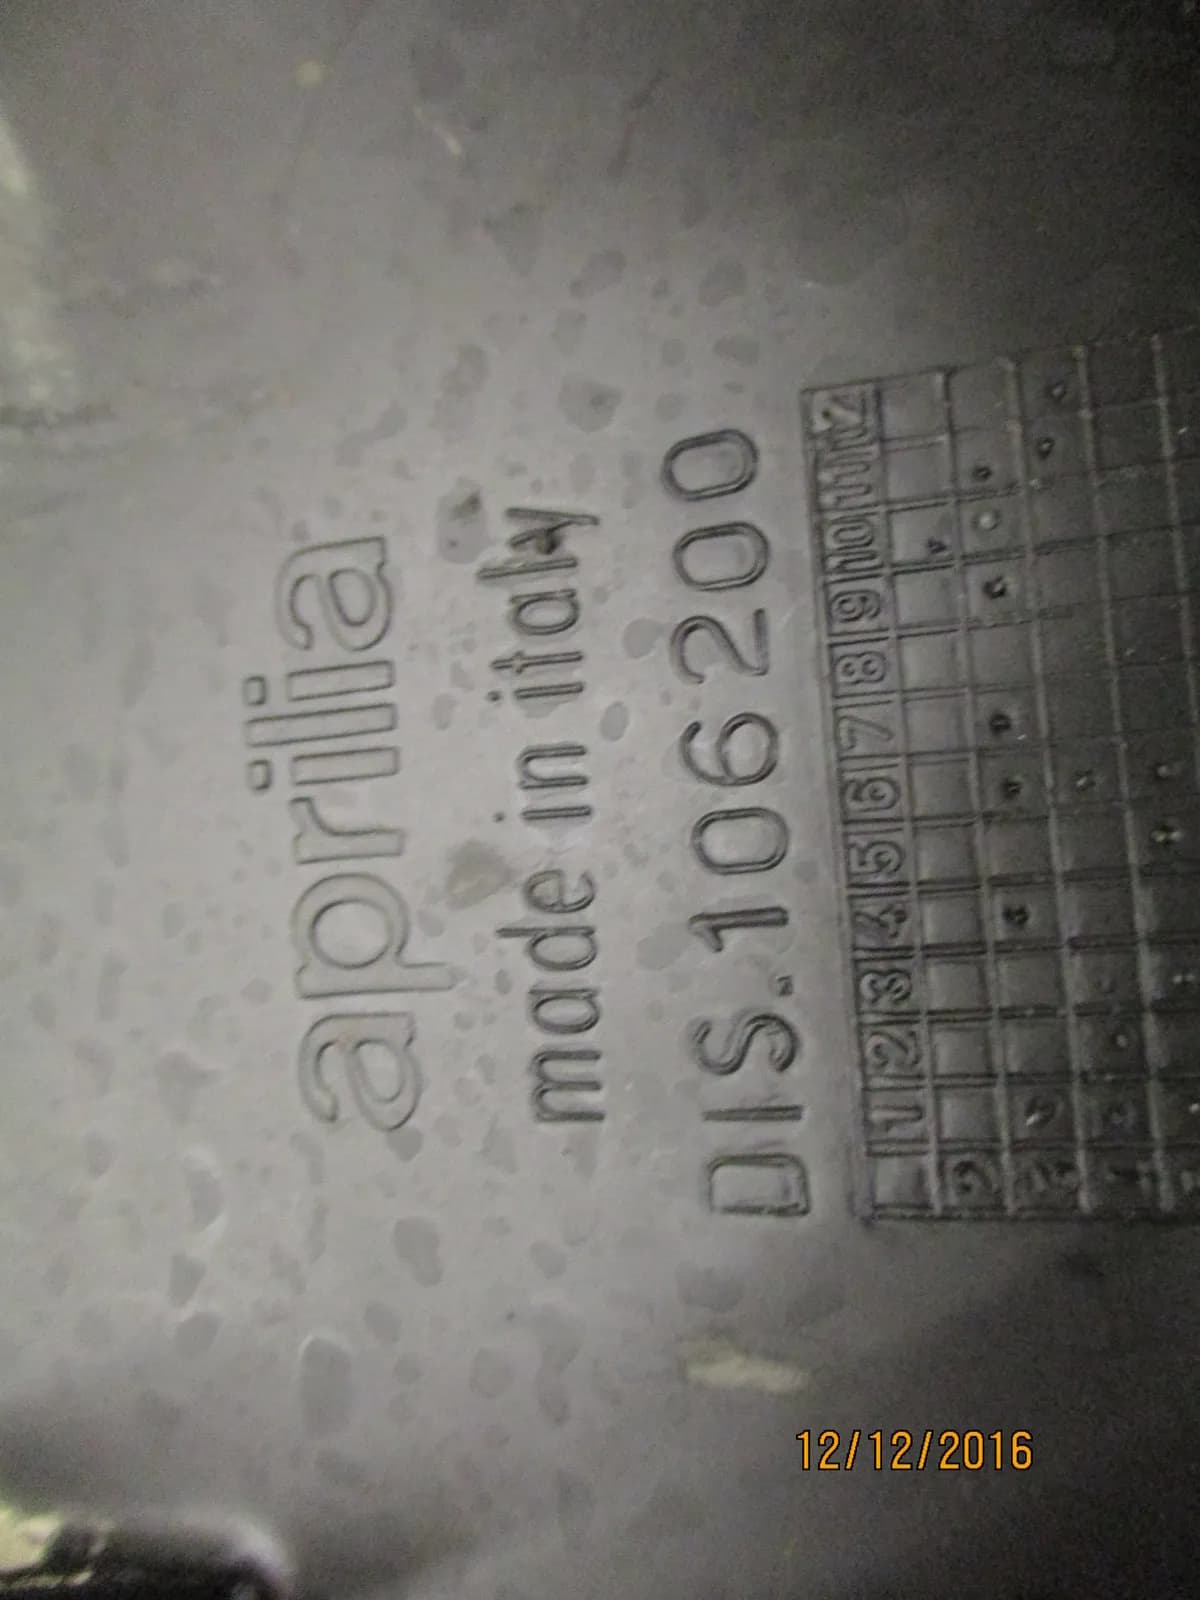 aprilia
made in italy
DIS.106200
1 2 3 4 5 6 7 8 9 10 11 12
12/12/2016